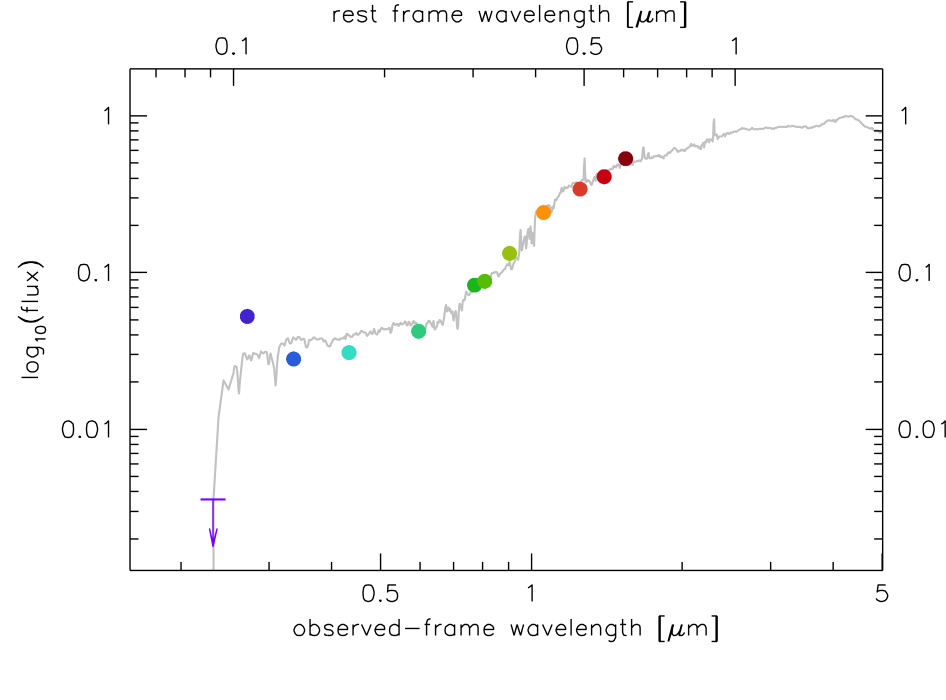 rest frame wavelength [μm]
0.1 0.5 1
1 1
0.1 0.1
log10(flux)
0.01 0.01
0.5 1 5
observed-frame wavelength [μm]